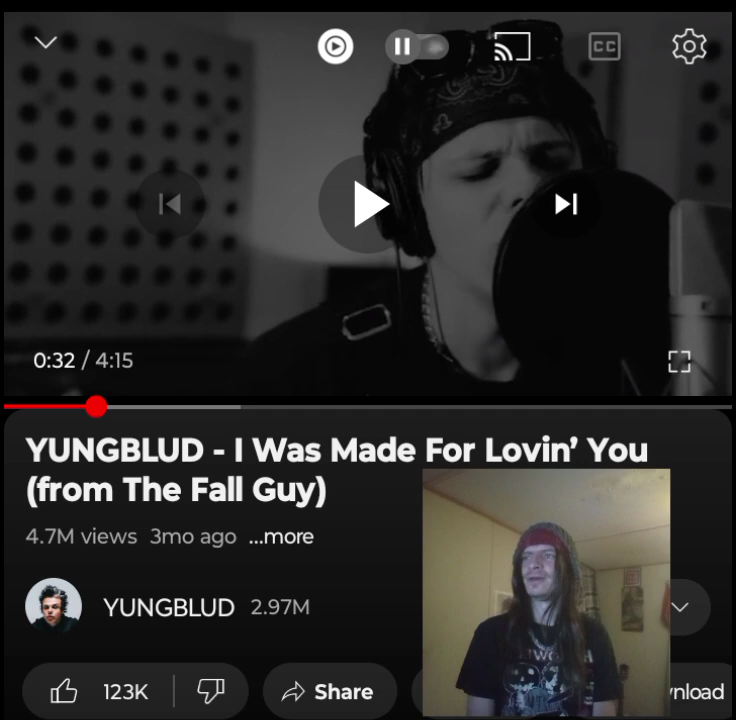 CC
0:32 / 4:15
YUNGBLUD - I Was Made For Lovin’ You
(from The Fall Guy)
4.7M views 3mo ago ...more
YUNGBLUD 2.97M
123K Share nload